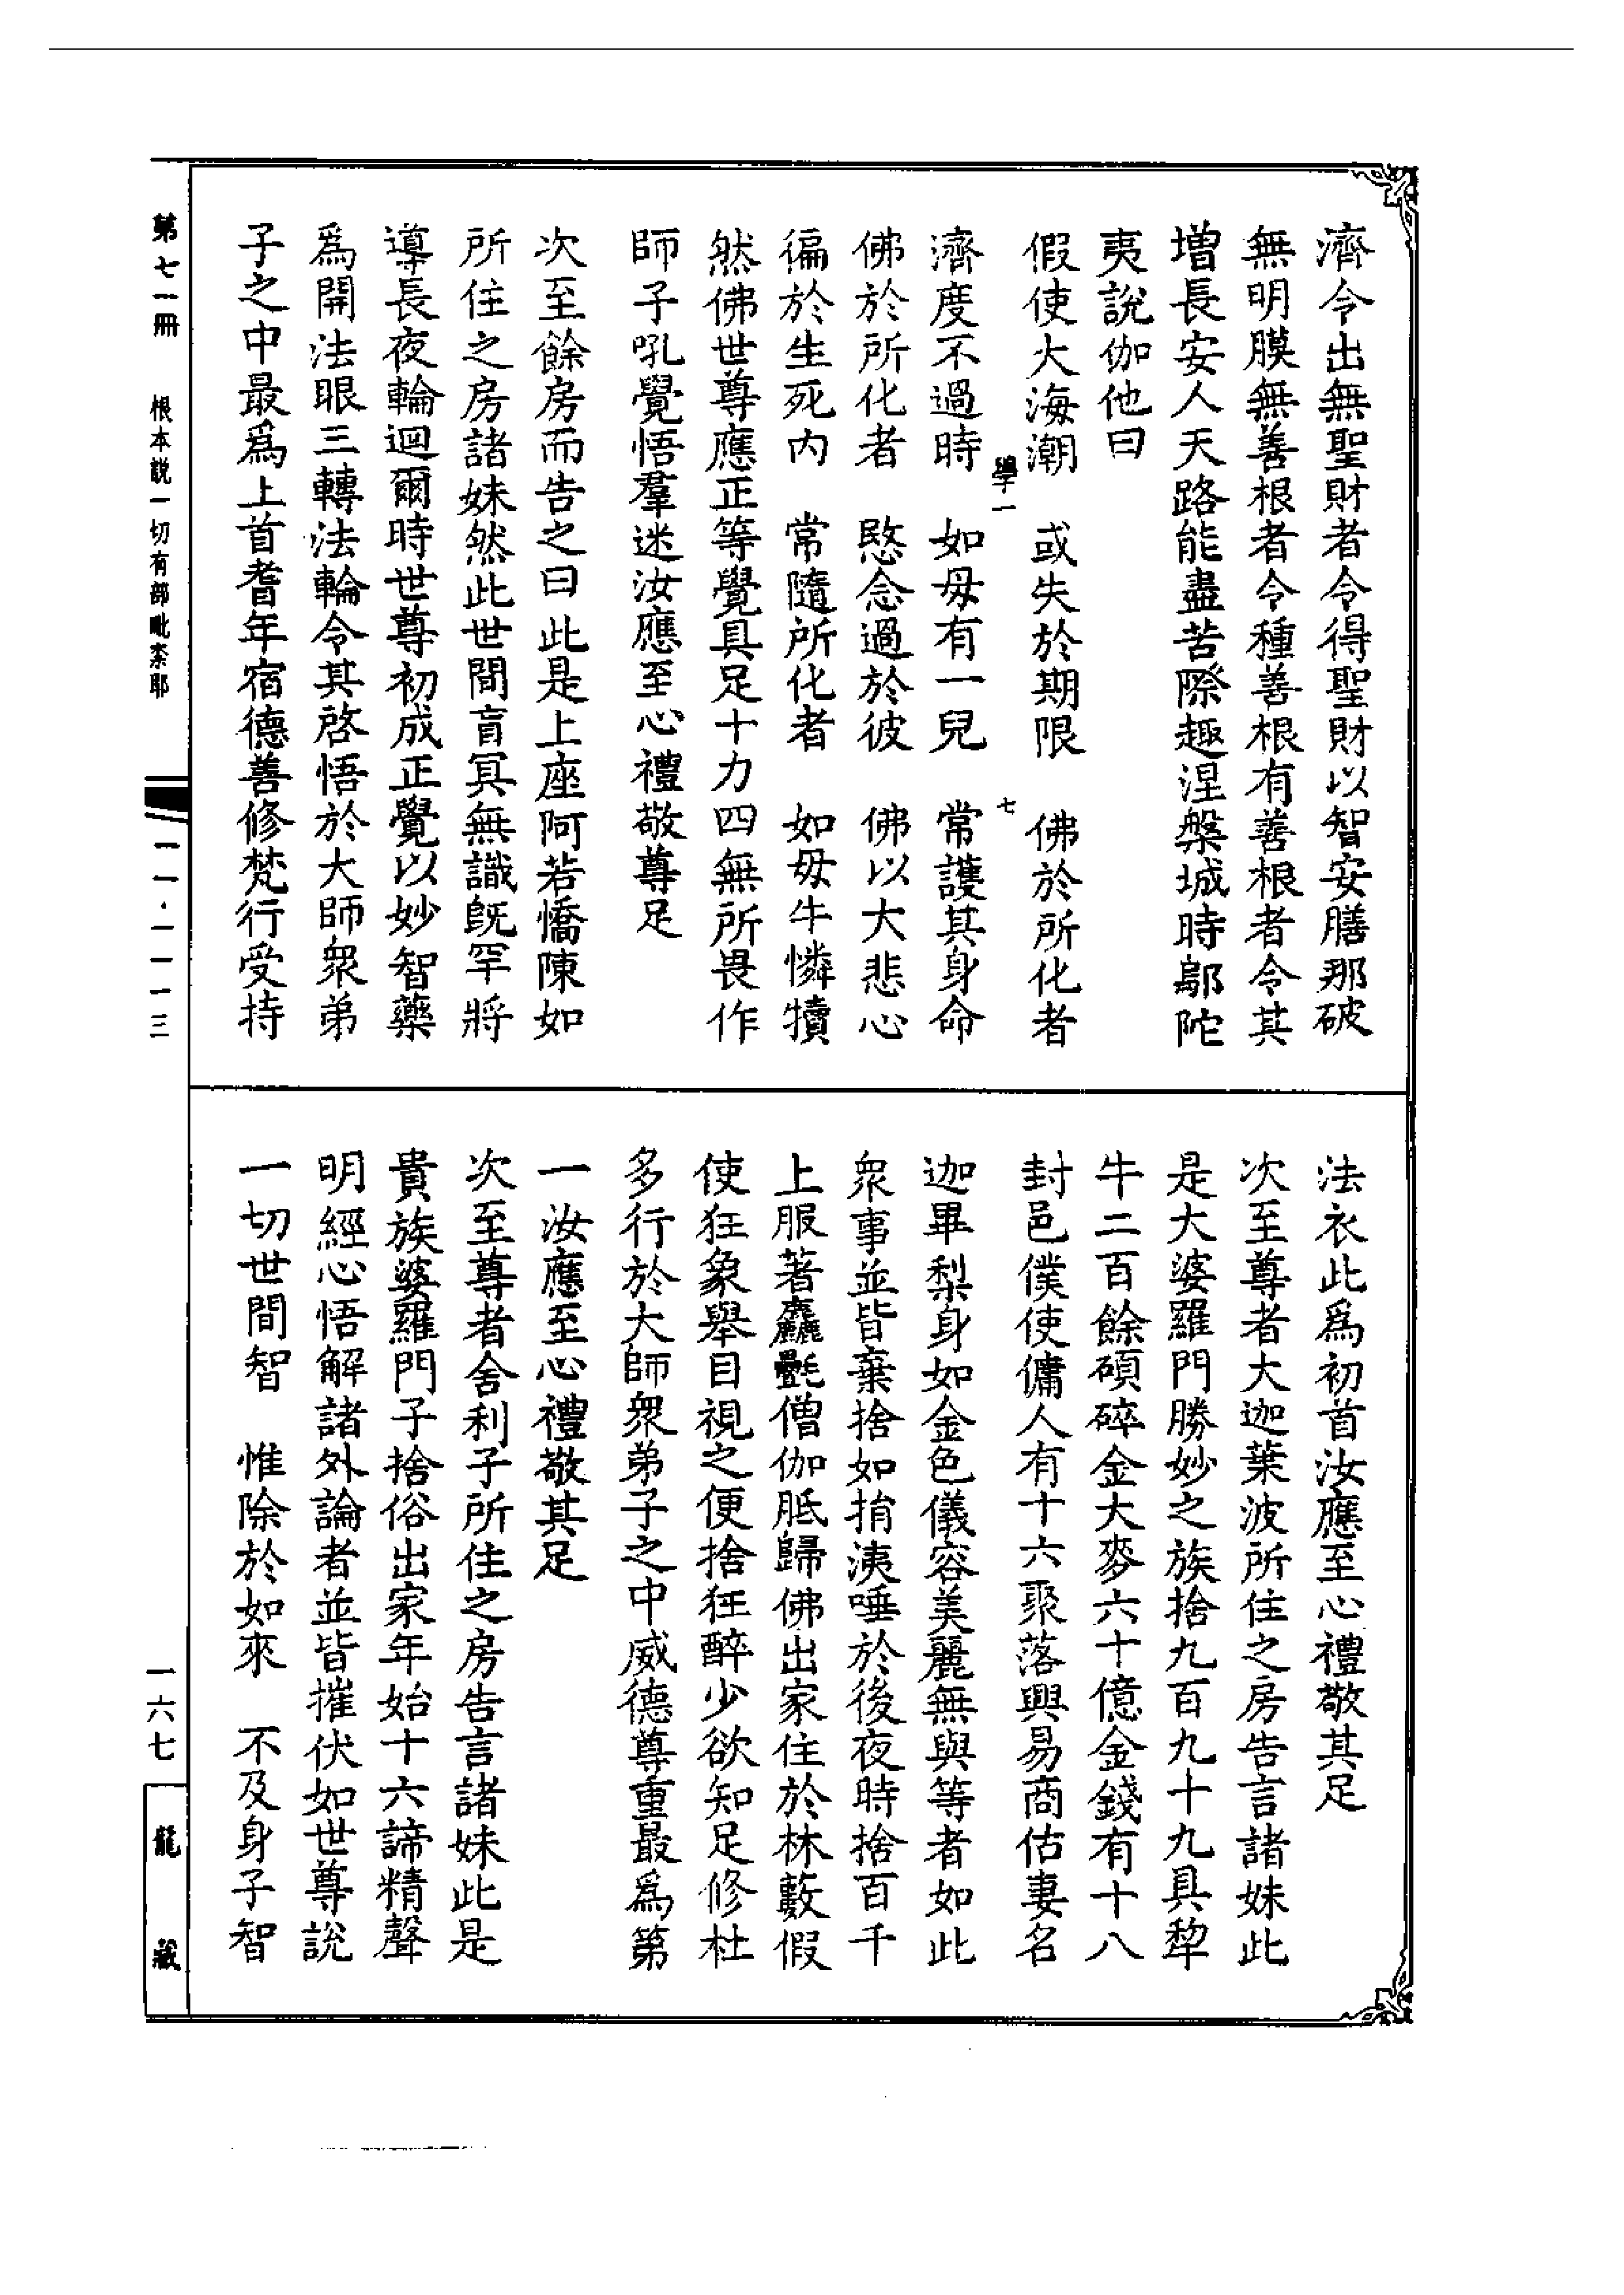 濟令出無聖財者令得聖財以智安膳那破
無明膜無善根者令種善根有善根者令其
增長安人天路能盡苦際趣涅槃城時鄔陀
夷說伽他曰
假使大海潮　或失於期限　佛於所化者
學一　七
濟度不過時　如母有一兒　常護其身命
佛於所化者　愍念過於彼　佛以大悲心
徧於生死內　常隨所化者　如母牛憐犢
然佛世尊應正等覺具足十力四無所畏作
師子吼覺悟羣迷汝應至心禮敬尊足
次至餘房而告之曰此是上座阿若憍陳如
所住之房諸妹然此世間盲冥無識既罕將
導長夜輪迴爾時世尊初成正覺以妙智藥
爲開法眼三轉法輪令其啓悟於大師眾弟
子之中最爲上首耆年宿德善修梵行受持
法衣此爲初首汝應至心禮敬其足
次至尊者大迦葉波所住之房告言諸妹此
是大婆羅門勝妙之族捨九百九十九具犂
牛二百餘碩碎金大麥六十億金錢有十八
封邑僕使傭人有十六聚落興易商估妻名
迦畢梨身如金色儀容美麗無與等者如此
眾事並皆棄捨如捐洟唾於後夜時捨百千
上服著麤㲲僧伽胝歸佛出家住於林藪假
使狂象舉目視之便捨狂醉少欲知足修杜
多行於大師眾弟子之中威德尊重最爲第
一汝應至心禮敬其足
次至尊者舍利子所住之房告言諸妹此是
貴族婆羅門子捨俗出家年始十六諦精聲
明經心悟解諸外論者並皆摧伏如世尊說
一切世間智　惟除於如來　不及身子智
第七一冊　根本說一切有部毗奈耶　二一·一一一三　一六七　龍藏